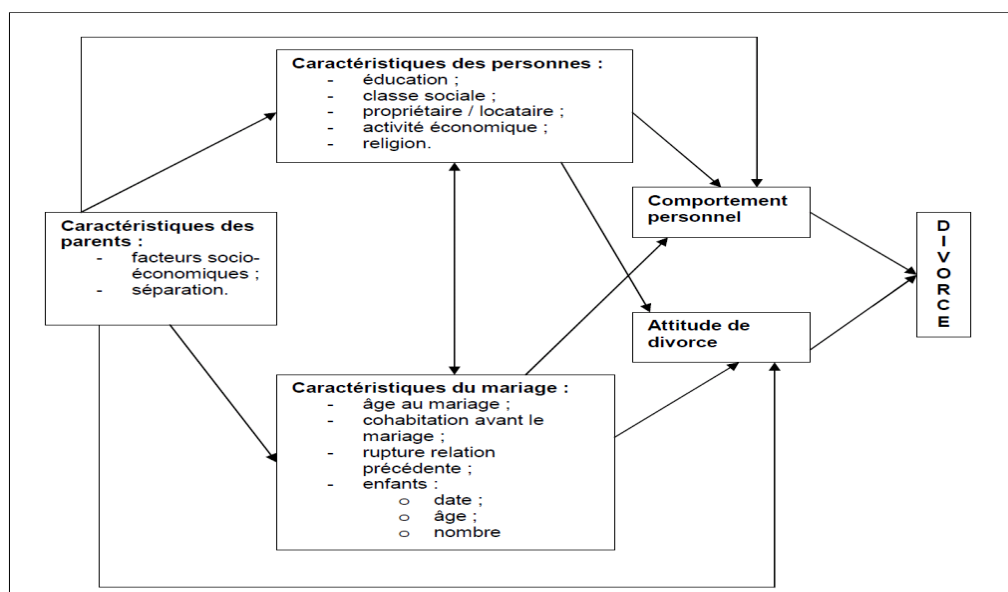 Caractéristiques des personnes :
- éducation ;
- classe sociale ;
- propriétaire / locataire ;
- activité économique ;
- religion.
Caractéristiques des
parents :
- facteurs socio-
économiques ;
- séparation.
Comportement
personnel
Attitude de
divorce
D
I
V
O
R
C
E
Caractéristiques du mariage :
- âge au mariage ;
- cohabitation avant le
mariage ;
- rupture relation
précédente ;
- enfants :
o date ;
o âge ;
o nombre